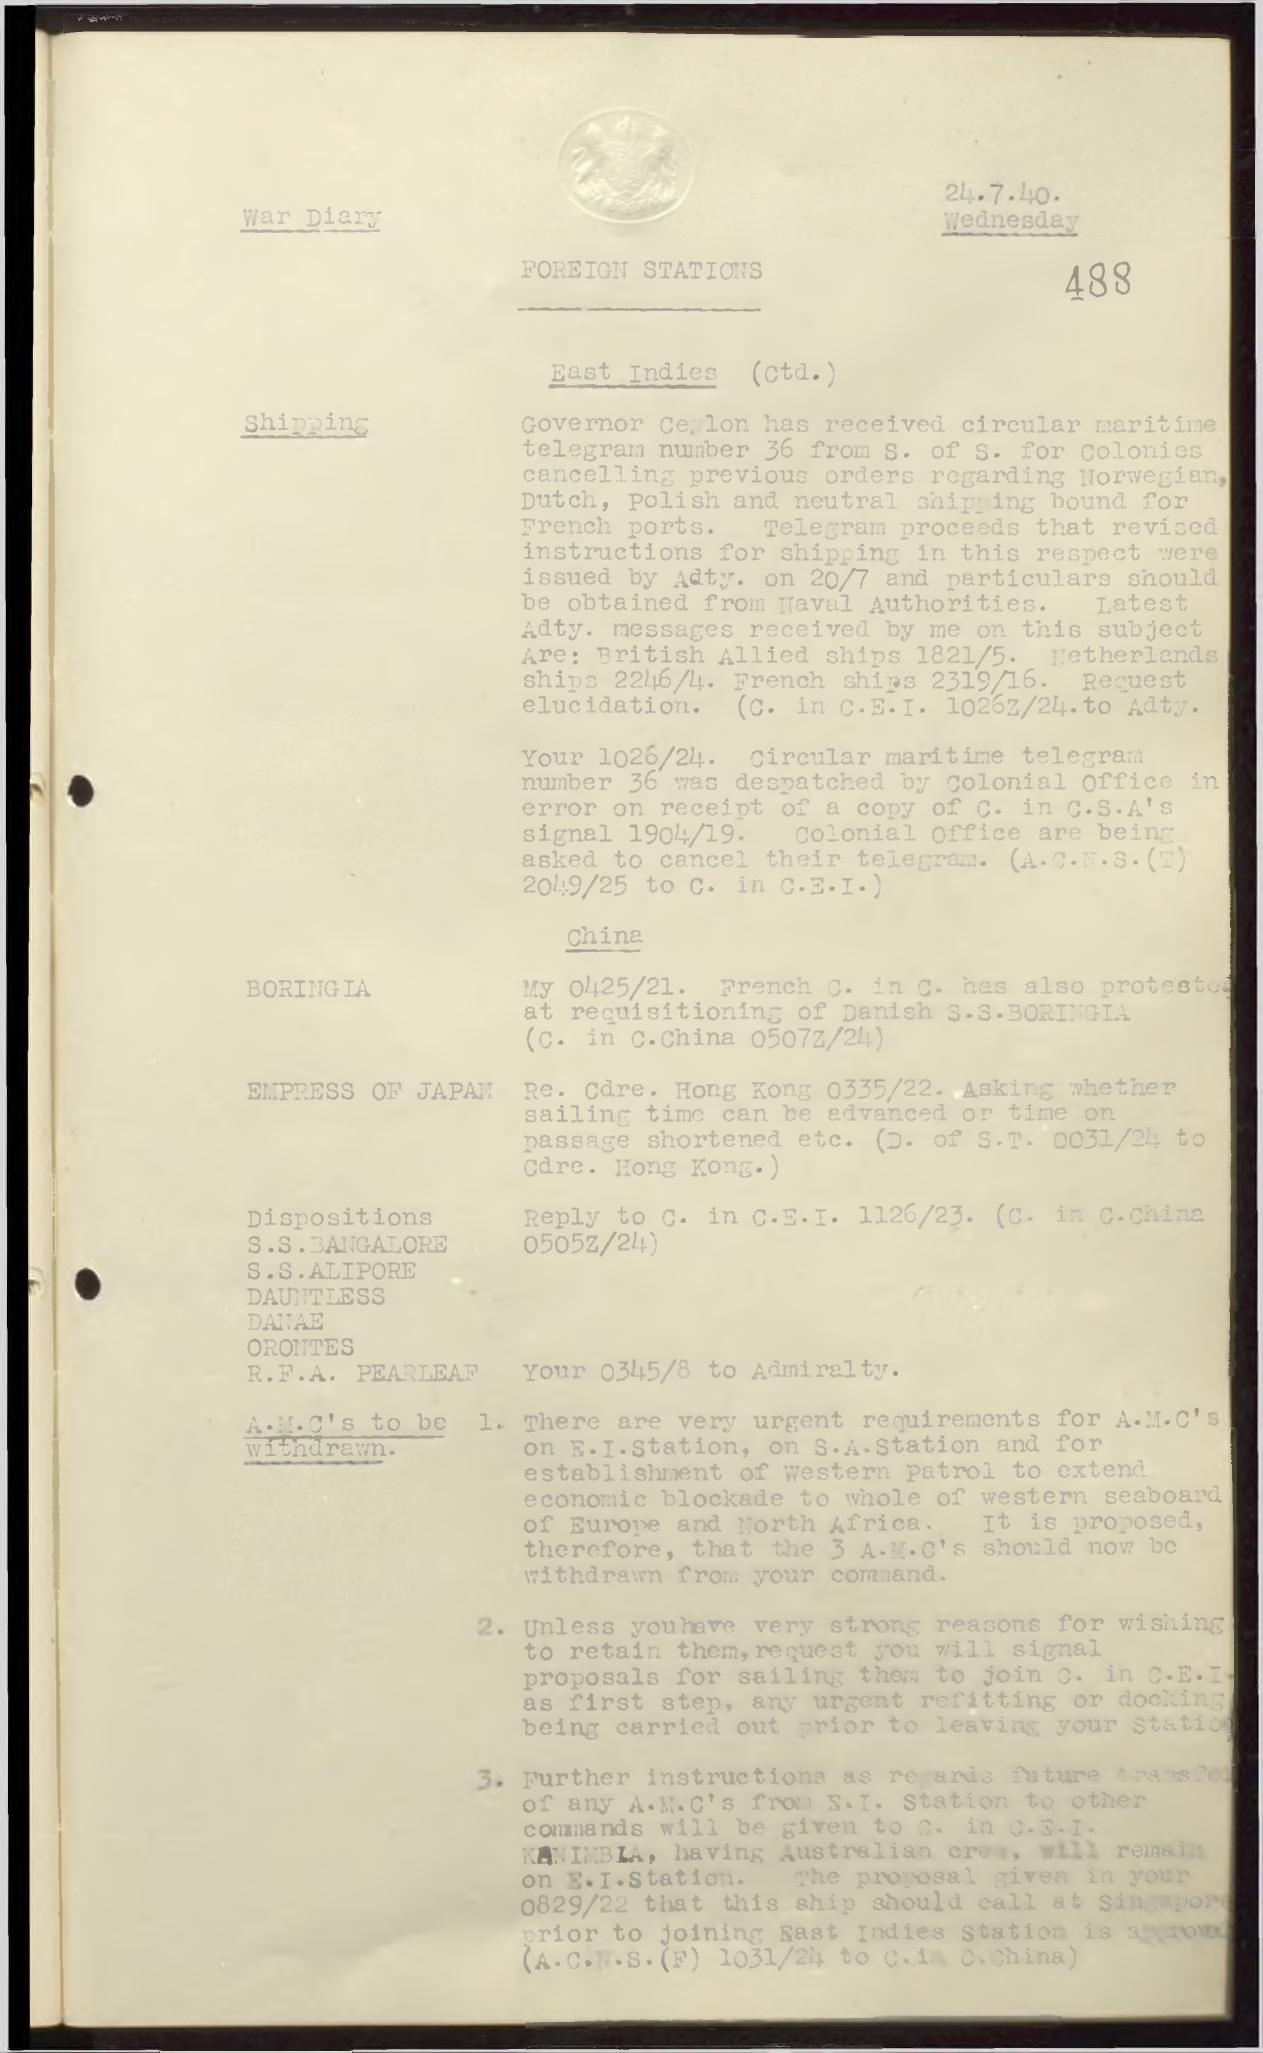 War Diary
24.7.40.
Wednesday
FOREIGN STATIONS
488
East Indies (Ctd.)
Shipping
Governor Ceylon has received circular maritime
telegram number 36 from S. of S. for Colonies
cancelling previous orders regarding Norwegian,
Dutch, Polish and neutral shipping bound for
French ports. Telegram proceeds that revised
instructions for shipping in this respect were
issued by Adty. on 20/7 and particulars should
be obtained from Naval Authorities. Latest
Adty. messages received by me on this subject
Are: British Allied ships 1821/5. Netherlands
ships 2246/4. French ships 2319/16. Request
elucidation. (C. in C.E.I. 1026Z/24.to Adty.
Your 1026/24. Circular maritime telegram
number 36 was despatched by Colonial Office in
error on receipt of a copy of C. in C.S.A's
signal 1904/19. Colonial Office are being
asked to cancel their telegram. (A.C.N.S.(T)
2049/25 to C. in C.E.I.)
China
BORINGIA My 0425/21. French C. in C. has also protested
at requisitioning of Danish S.S.BORINGIA
(C. in C.China 0507Z/24)
EMPRESS OF JAPAN Re. Cdre. Hong Kong 0335/22. Asking whether
sailing time can be advanced or time on
passage shortened etc. (D. of S.T. 0031/24 to
Cdre. Hong Kong.)
Dispositions Reply to C. in C.E.I. 1126/23. (C. in C.China
S.S.BANGALORE 0505Z/24)
S.S.ALIPORE
DAUNTLESS
DANAE
ORONTES
R.F.A. PEARLEAF Your 0345/8 to Admiralty.
A.M.C's to be 1. There are very urgent requirements for A.M.C's
withdrawn. on E.I.Station, on S.A.Station and for
establishment of Western Patrol to extend
economic blockade to whole of western seaboard
of Europe and North Africa. It is proposed,
therefore, that the 3 A.M.C's should now be
withdrawn from your command.
2. Unless youhave very strong reasons for wishing
to retain them,request you will signal
proposals for sailing them to join C. in C.E.I.
as first step, any urgent refitting or docking
being carried out prior to leaving your Station
3. Further instructions as regards future transfer
of any A.M.C's from E.I. Station to other
commands will be given to C. in C.E.I.
KANIMBLA, having Australian crew, will remain
on E.I.Station. The proposal given in your
0829/22 that this ship should call at Singapore
prior to joining East Indies Station is approved
(A.C.N.S.(F) 1031/24 to C.in C.China)